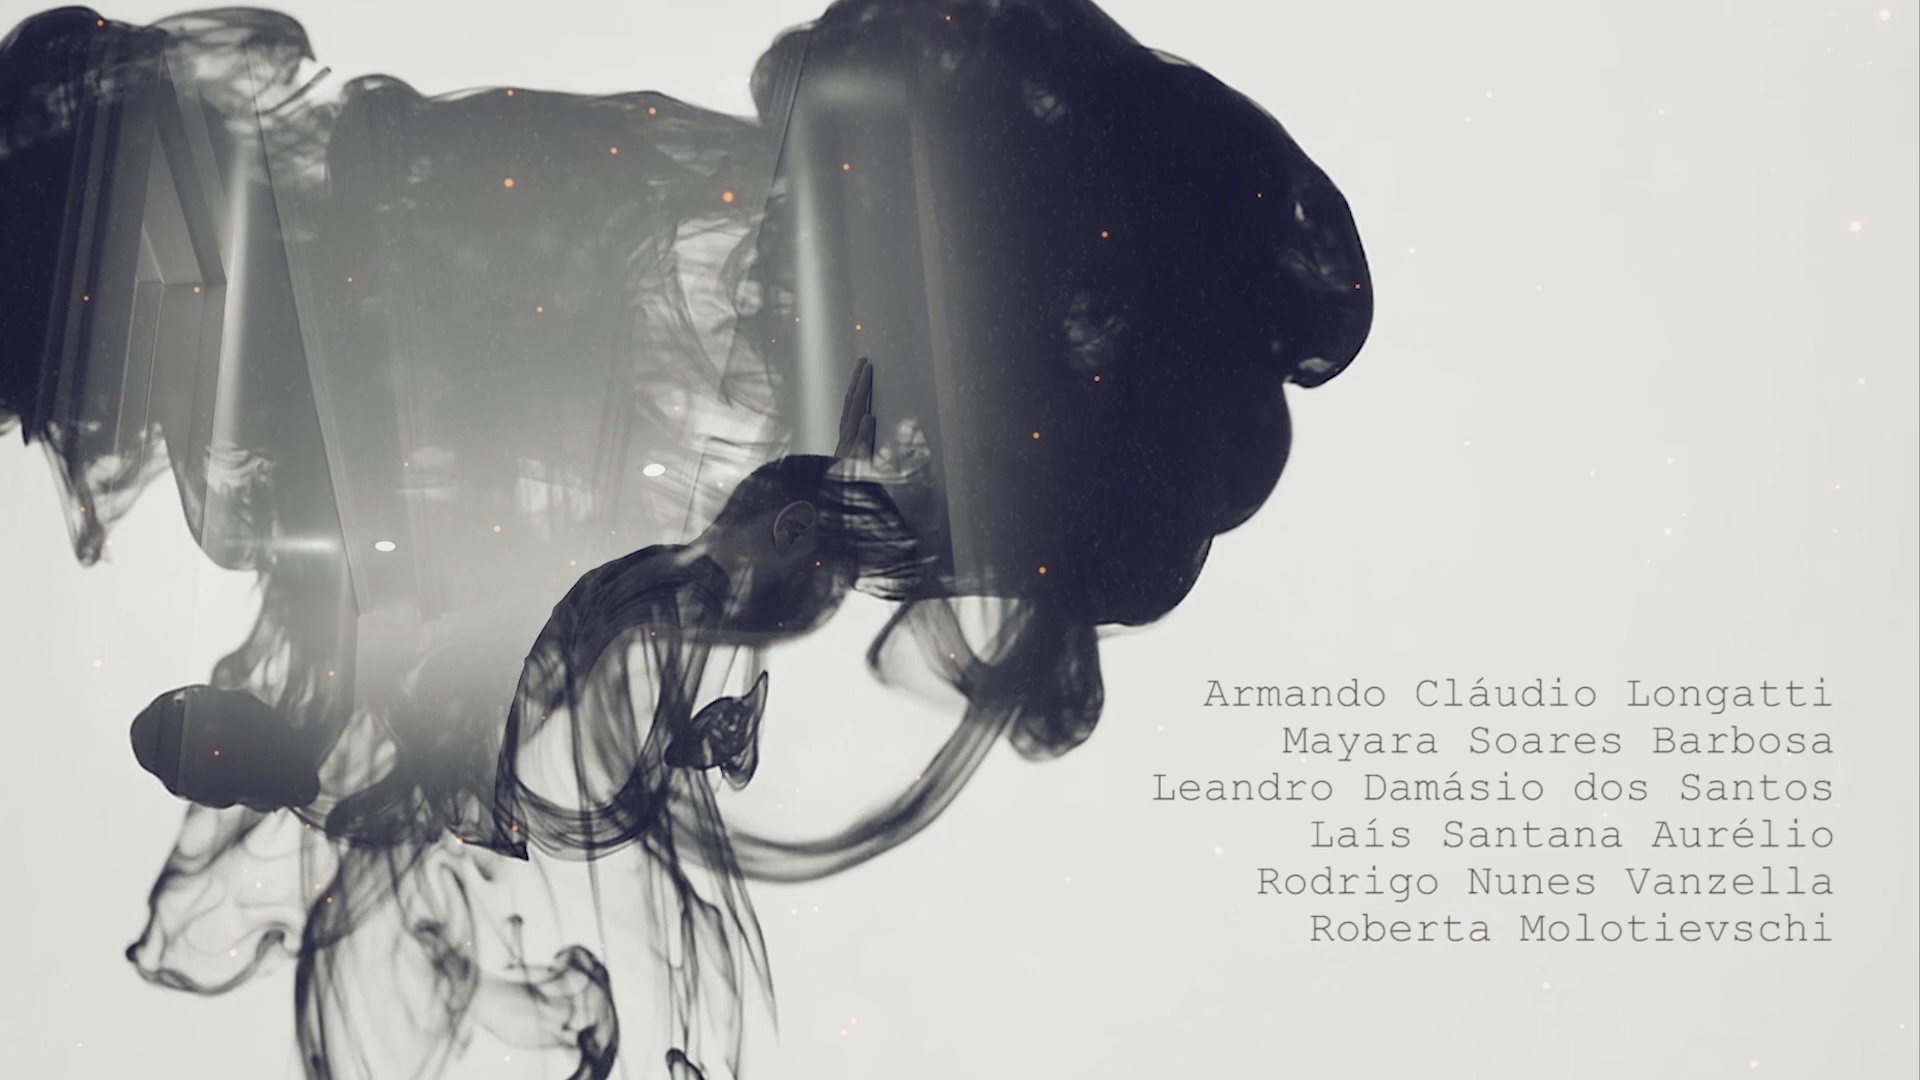 Armando Cláudio Longatti
Mayara Soares Barbosa
Leandro Damásio dos Santos
Laís Santana Aurélio
Rodrigo Nunes Vanzella
Roberta Molotievschi